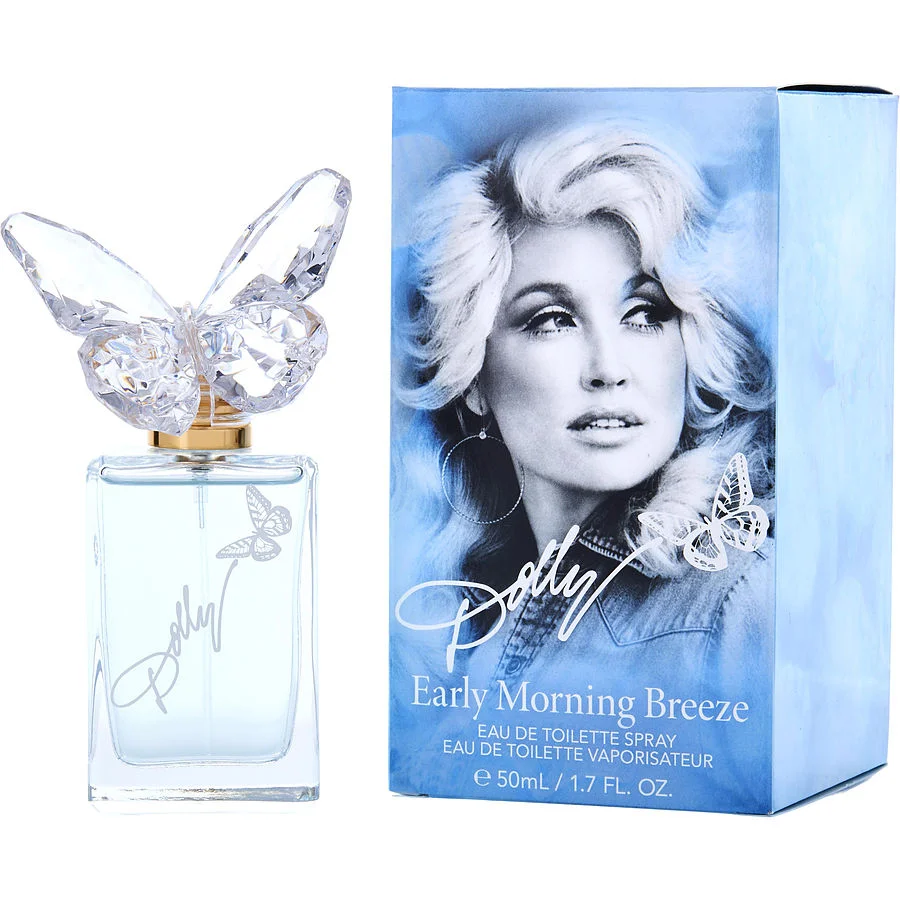 Dolly
Dolly
Early Morning Breeze
EAU DE TOILETTE SPRAY
EAU DE TOILETTE VAPORISATEUR
℮ 50mL / 1.7 FL. OZ.